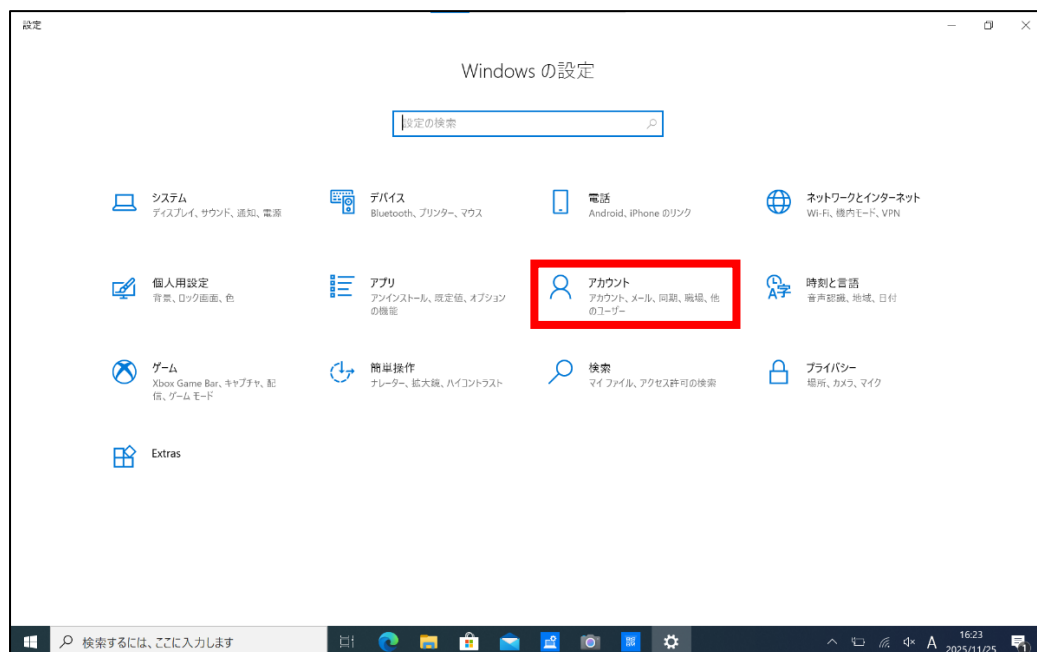 設定
Windows の設定
設定の検索
システム
ディスプレイ、サウンド、通知、電源
デバイス
Bluetooth、プリンター、マウス
電話
Android、iPhone のリンク
ネットワークとインターネット
Wi-Fi、機内モード、VPN
個人用設定
背景、ロック画面、色
アプリ
アンインストール、既定値、オプション
の機能
アカウント
アカウント、メール、同期、職場、他
のユーザー
時刻と言語
音声認識、地域、日付
ゲーム
Xbox Game Bar、キャプチャ、配
信、ゲーム モード
簡単操作
ナレーター、拡大鏡、ハイコントラスト
検索
マイ ファイル、アクセス許可の検索
プライバシー
場所、カメラ、マイク
Extras
検索するには、ここに入力します
A
16:23
2025/11/25